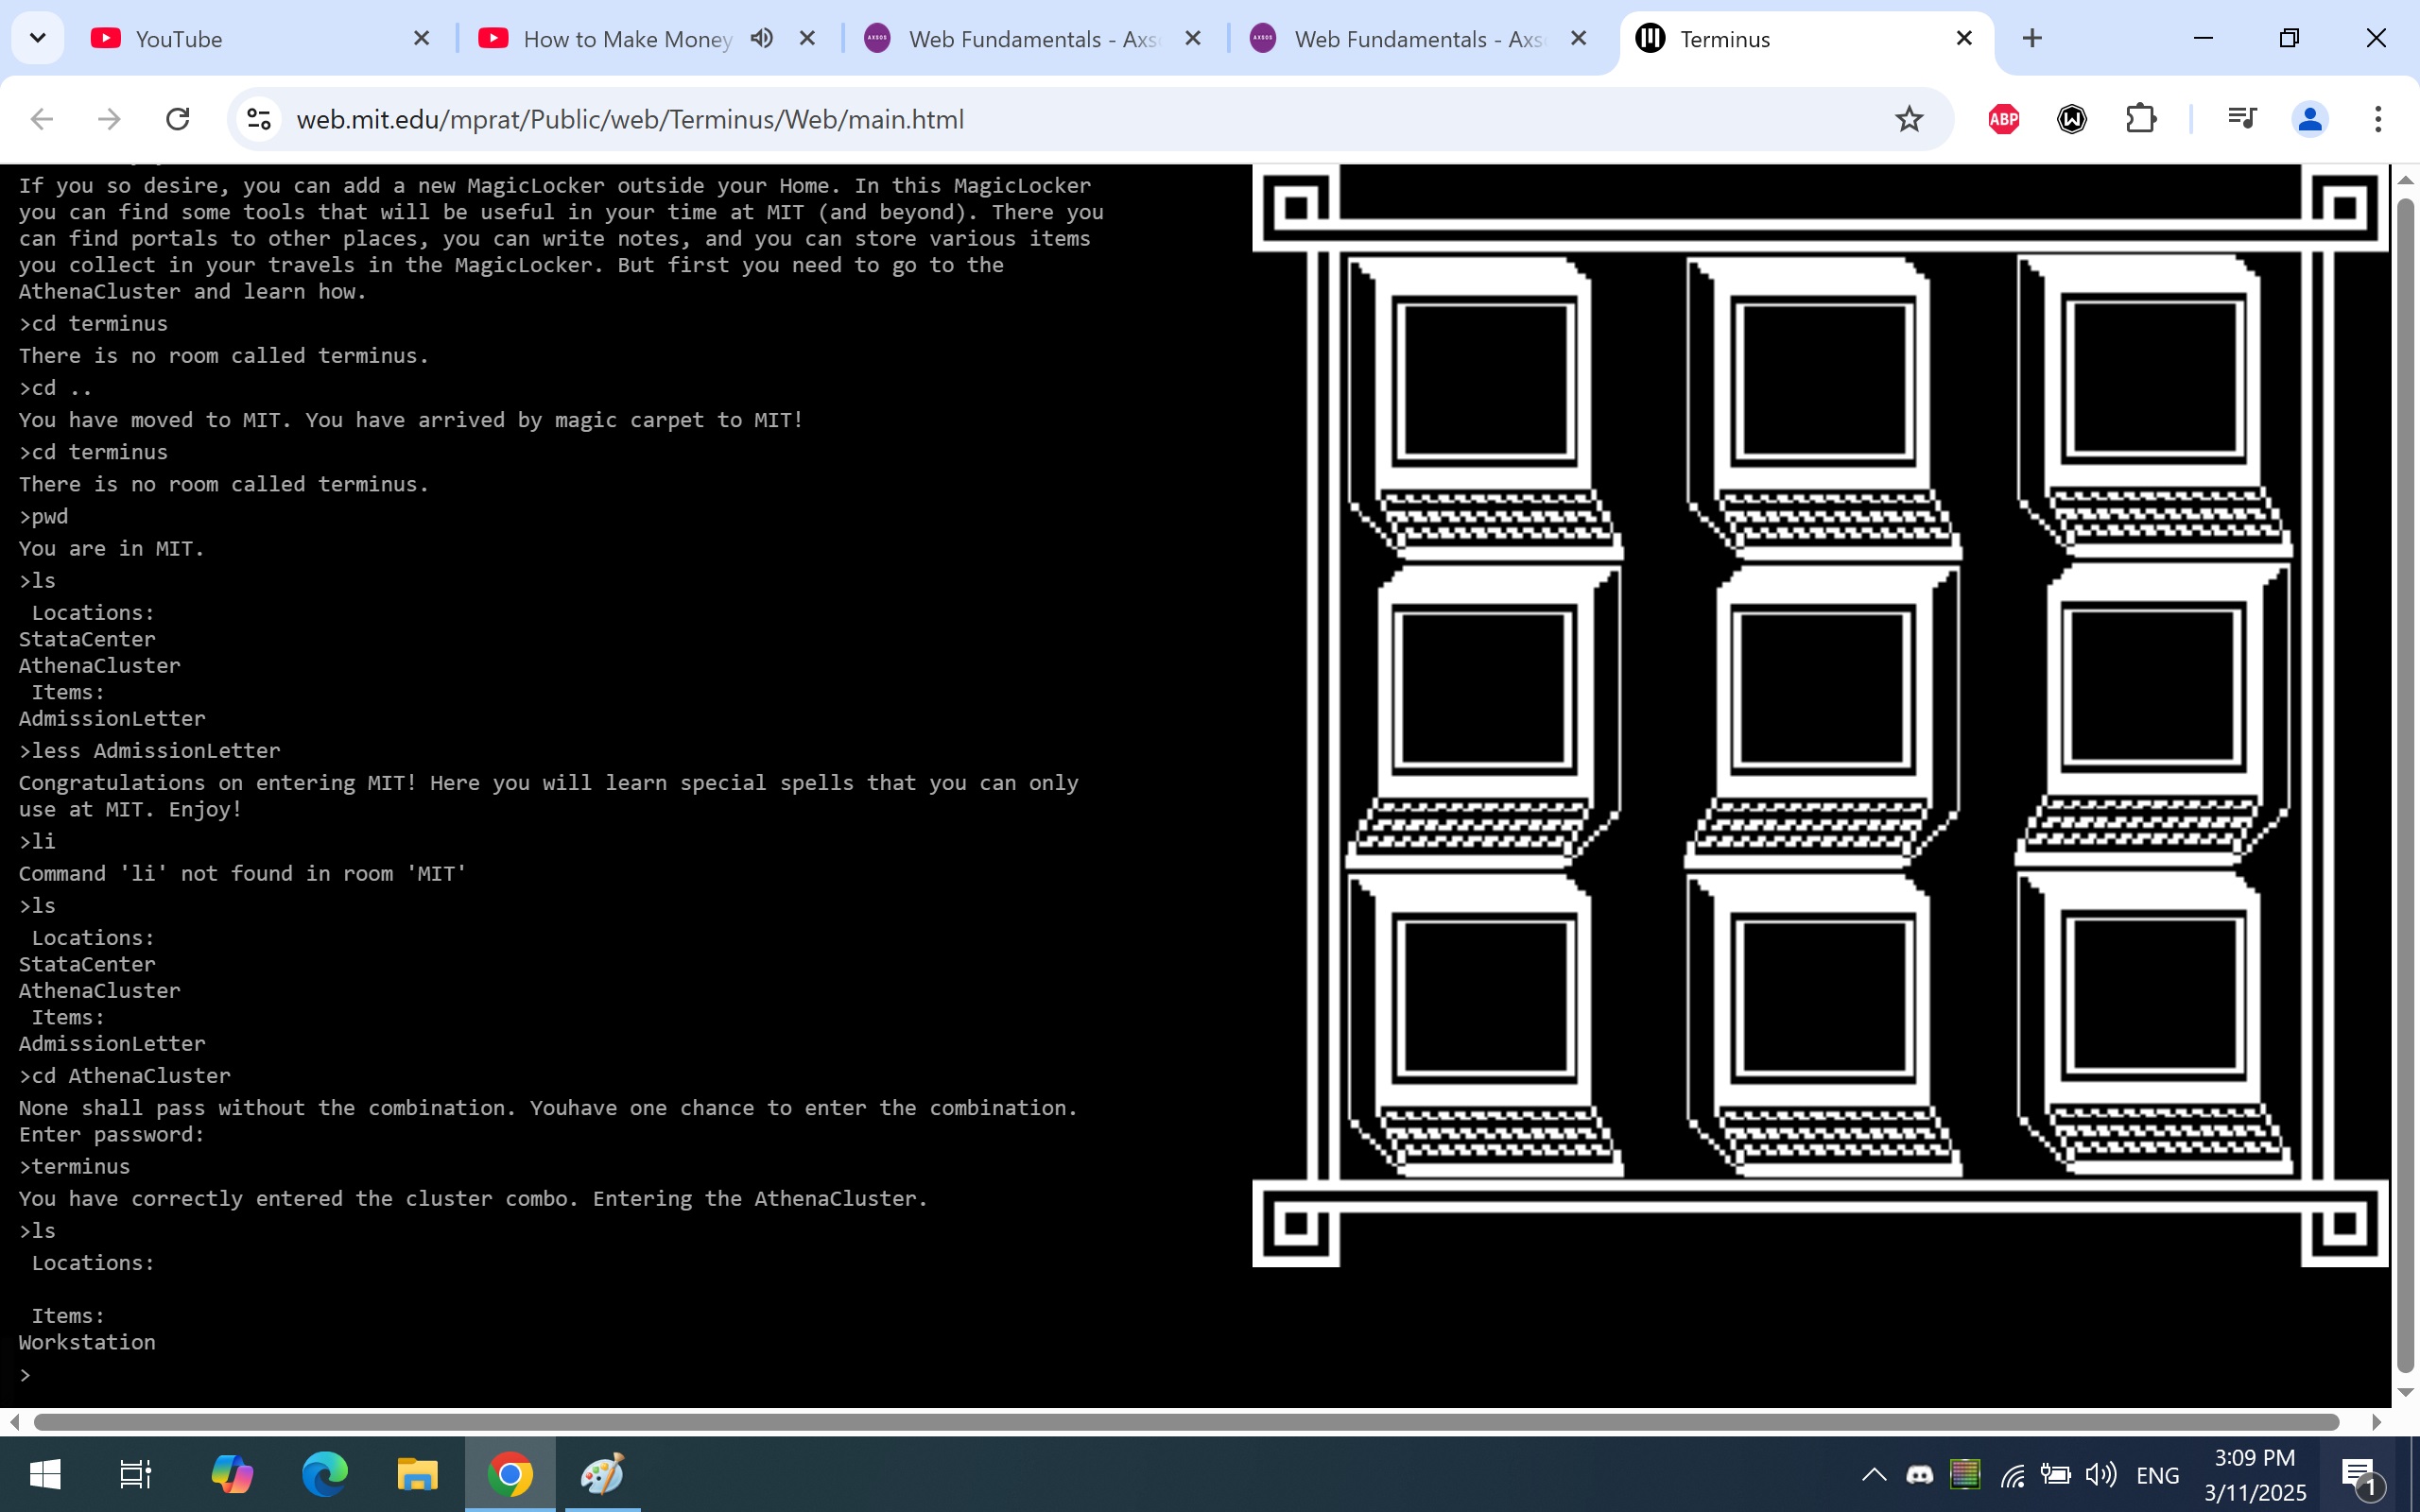 YouTube
How to Make Money
Web Fundamentals - Axs
Web Fundamentals - Axs
Terminus
web.mit.edu/mprat/Public/web/Terminus/Web/main.html
ABP
If you so desire, you can add a new MagicLocker outside your Home. In this MagicLocker
you can find some tools that will be useful in your time at MIT (and beyond). There you
can find portals to other places, you can write notes, and you can store various items
you collect in your travels in the MagicLocker. But first you need to go to the
AthenaCluster and learn how.
>cd terminus
There is no room called terminus.
>cd ..
You have moved to MIT. You have arrived by magic carpet to MIT!
>cd terminus
There is no room called terminus.
>pwd
You are in MIT.
>ls
Locations:
StataCenter
AthenaCluster
Items:
AdmissionLetter
>less AdmissionLetter
Congratulations on entering MIT! Here you will learn special spells that you can only
use at MIT. Enjoy!
>li
Command 'li' not found in room 'MIT'
>ls
Locations:
StataCenter
AthenaCluster
Items:
AdmissionLetter
>cd AthenaCluster
None shall pass without the combination. Youhave one chance to enter the combination.
Enter password:
>terminus
You have correctly entered the cluster combo. Entering the AthenaCluster.
>ls
Locations:
Items:
Workstation
>
ENG
3:09 PM
3/11/2025
1